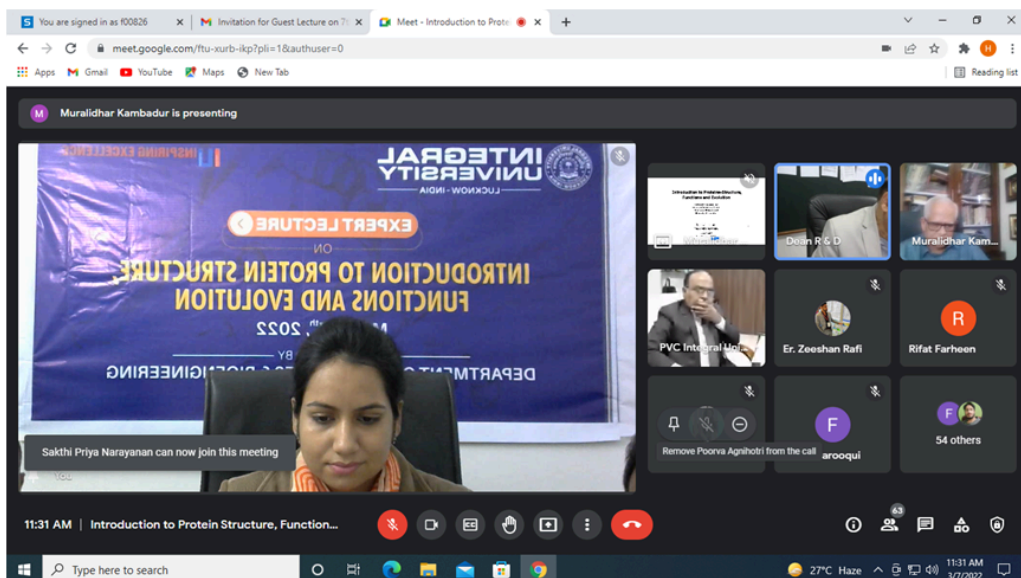 You are signed in as f00826
Invitation for Guest Lecture on 7t
Meet - Introduction to Prote
meet.google.com/ftu-xurb-ikp?pli=1&authuser=0
Apps
Gmail
YouTube
Maps
New Tab
Reading list
M
Muralidhar Kambadur is presenting
INSPIRING EXCELLENCE
INTEGRAL
UNIVERSITY
LUCKNOW - INDIA
EXPERT LECTURE
ON
INTRODUCTION TO PROTEIN STRUCTURE,
FUNCTIONS AND EVOLUTION
2022
BY
Sakthi Priya Narayanan can now join this meeting
Introduction to Protein-Structure,
Functions and Evolution
Dean R & D
Muralidhar Kam...
PVC Integral Uni...
Er. Zeeshan Rafi
R
Rifat Farheen
Remove Poorva Agnihotri from the call
F
arooqui
F
54 others
11:31 AM | Introduction to Protein Structure, Function...
63
Type here to search
27°C Haze
11:31 AM
3/7/2022